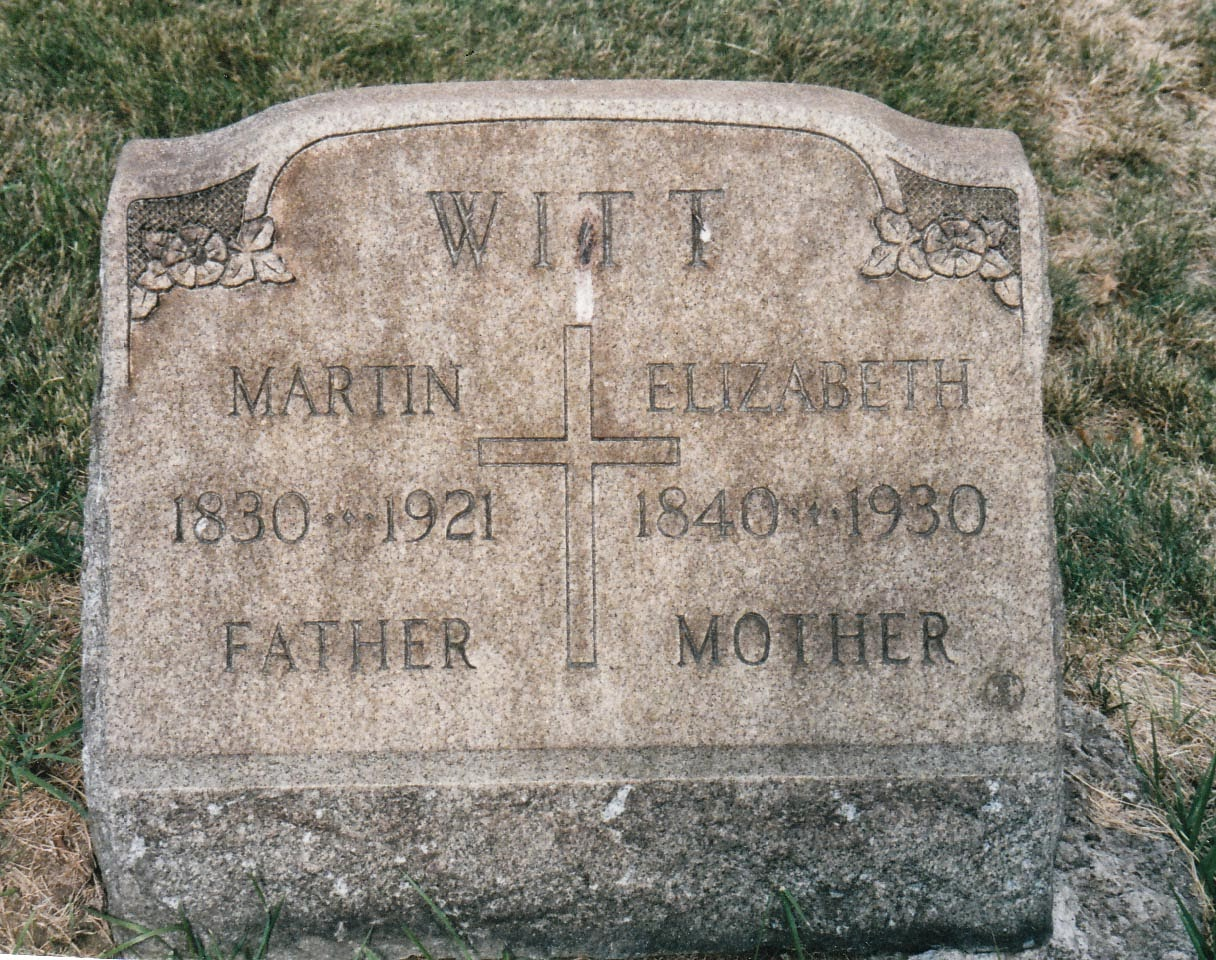 WITT
MARTIN ELIZABETH
1830···1921 1840···1930
FATHER MOTHER